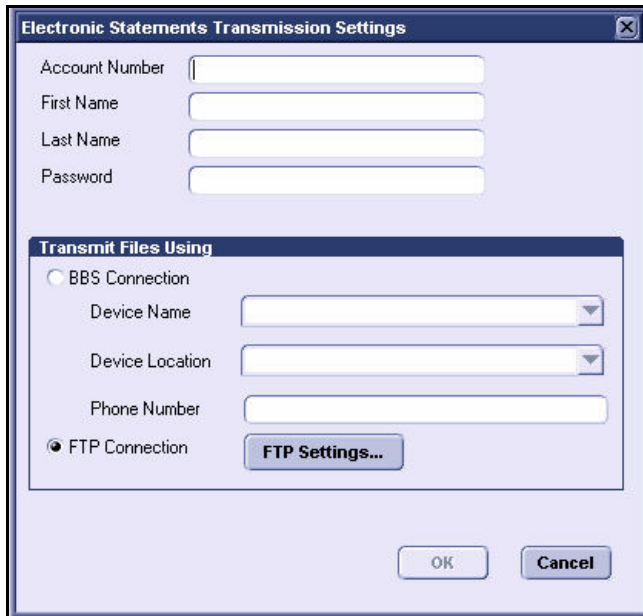 Electronic Statements Transmission Settings
Account Number
First Name
Last Name
Password
Transmit Files Using
BBS Connection
Device Name
Device Location
Phone Number
FTP Connection
FTP Settings...
OK
Cancel